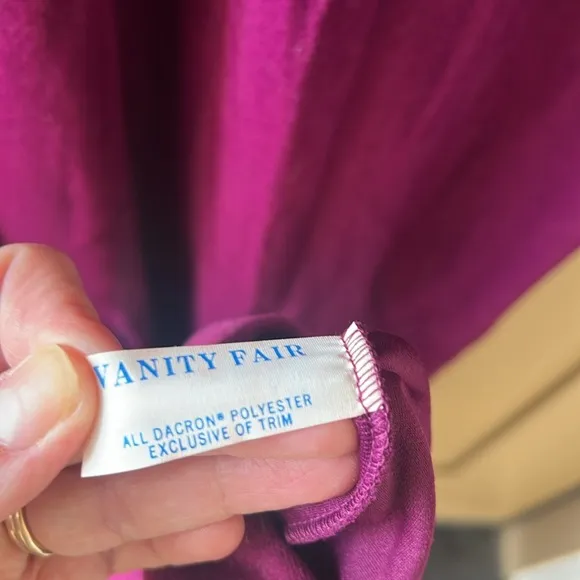 VANITY FAIR
ALL DACRON® POLYESTER
EXCLUSIVE OF TRIM